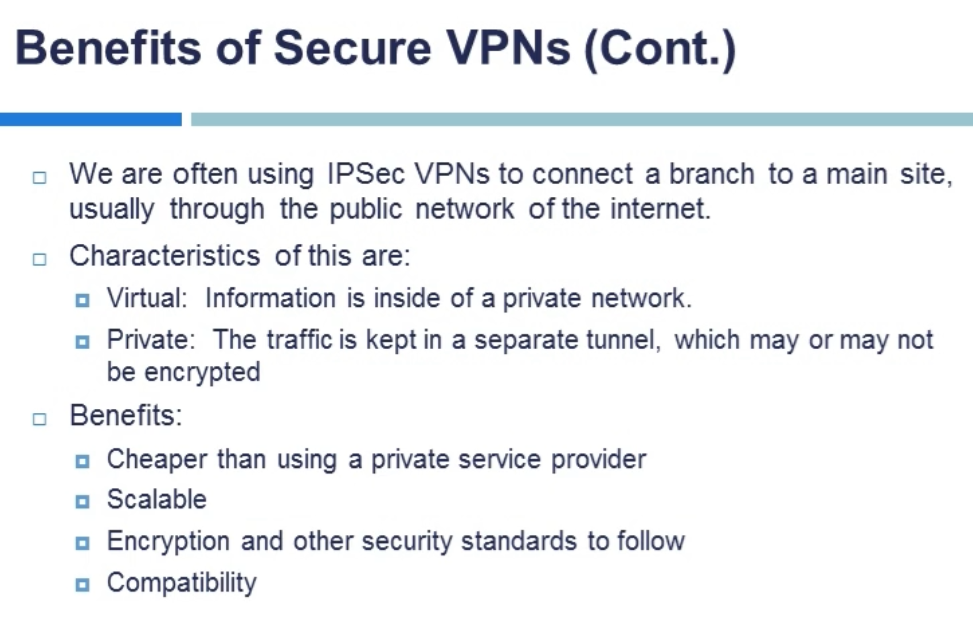 Benefits of Secure VPNs (Cont.)
We are often using IPSec VPNs to connect a branch to a main site,
usually through the public network of the internet.
Characteristics of this are:
Virtual: Information is inside of a private network.
Private: The traffic is kept in a separate tunnel, which may or may not
be encrypted
Benefits:
Cheaper than using a private service provider
Scalable
Encryption and other security standards to follow
Compatibility